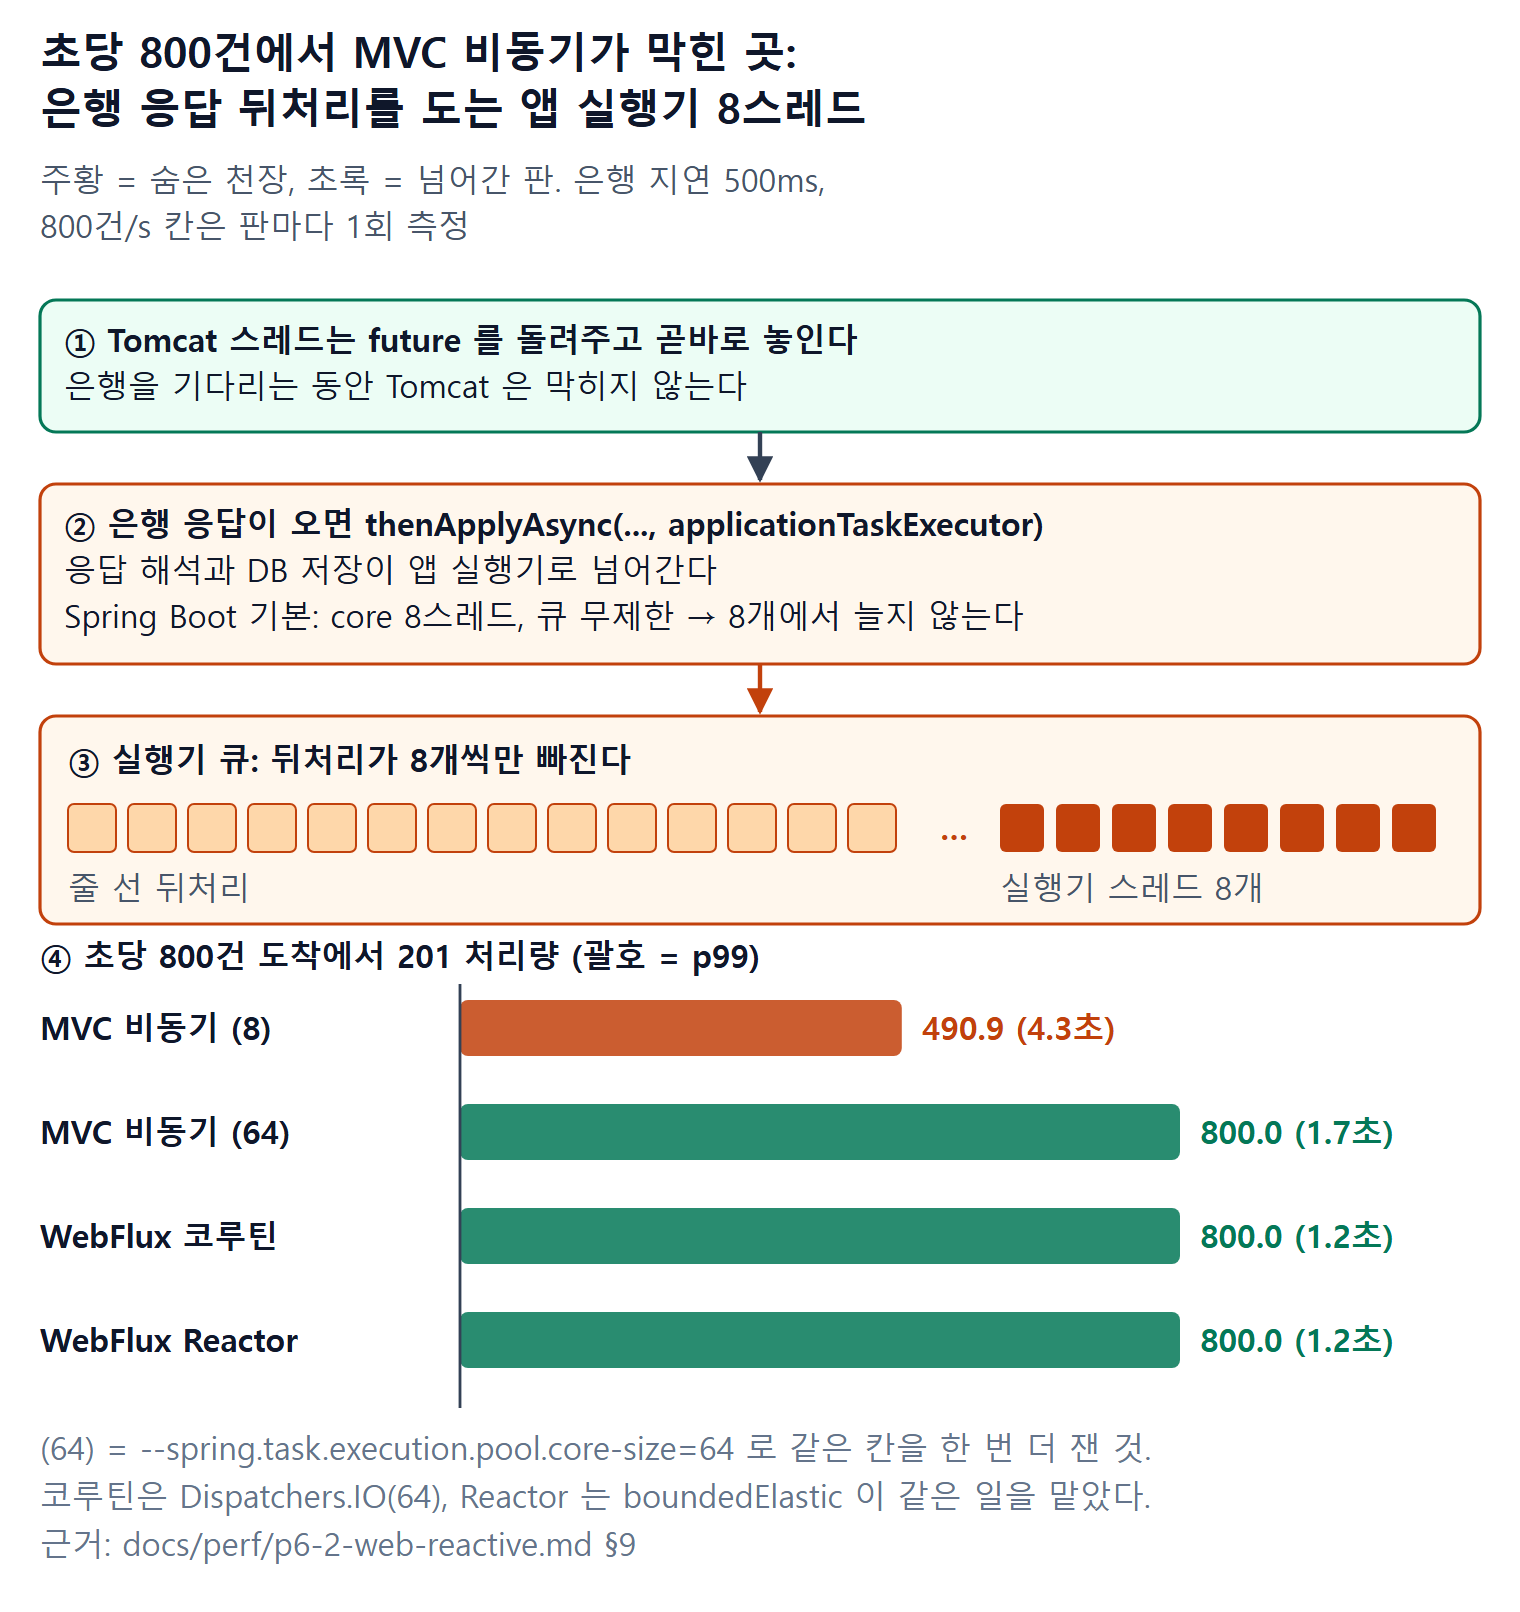 초당 800건에서 MVC 비동기가 막힌 곳:
은행 응답 뒤처리를 도는 앱 실행기 8스레드
주황 = 숨은 천장, 초록 = 넘어간 판. 은행 지연 500ms,
800건/s 칸은 판마다 1회 측정
① Tomcat 스레드는 future 를 돌려주고 곧바로 놓인다
은행을 기다리는 동안 Tomcat 은 막히지 않는다
② 은행 응답이 오면 thenApplyAsync(..., applicationTaskExecutor)
응답 해석과 DB 저장이 앱 실행기로 넘어간다
Spring Boot 기본: core 8스레드, 큐 무제한 → 8개에서 늘지 않는다
③ 실행기 큐: 뒤처리가 8개씩만 빠진다
...
줄 선 뒤처리
실행기 스레드 8개
④ 초당 800건 도착에서 201 처리량 (괄호 = p99)
MVC 비동기 (8)
490.9 (4.3초)
MVC 비동기 (64)
800.0 (1.7초)
WebFlux 코루틴
800.0 (1.2초)
WebFlux Reactor
800.0 (1.2초)
(64) = --spring.task.execution.pool.core-size=64 로 같은 칸을 한 번 더 잰 것.
코루틴은 Dispatchers.IO(64), Reactor 는 boundedElastic 이 같은 일을 맡았다.
근거: docs/perf/p6-2-web-reactive.md §9